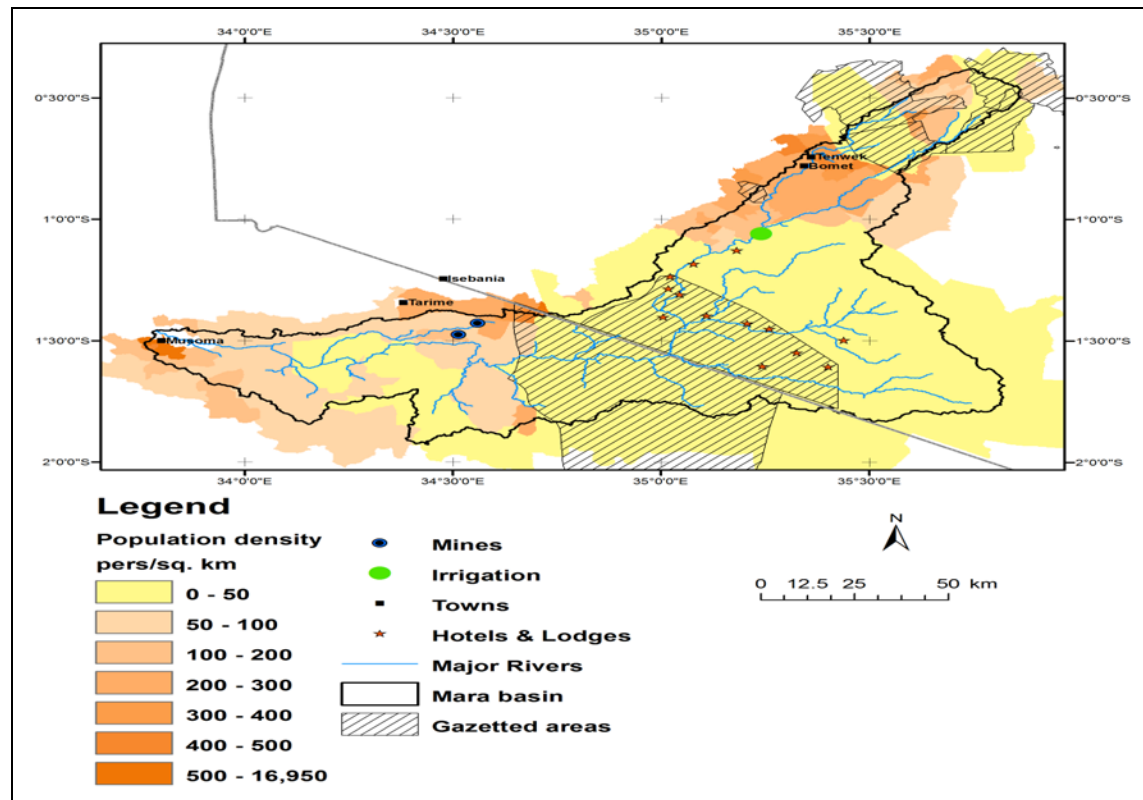 34°0'0"E 34°30'0"E 35°0'0"E 35°30'0"E
0°30'0"S 0°30'0"S
Tenwek
Bomet
1°0'0"S 1°0'0"S
Isebania
Tarime
1°30'0"S Musoma 1°30'0"S
2°0'0"S 2°0'0"S
34°0'0"E 34°30'0"E 35°0'0"E 35°30'0"E
Legend
Population density
pers/sq. km
0 - 50
50 - 100
100 - 200
200 - 300
300 - 400
400 - 500
500 - 16,950
Mines
Irrigation
Towns
Hotels & Lodges
Major Rivers
Mara basin
Gazetted areas
N
0 12.5 25 50 km